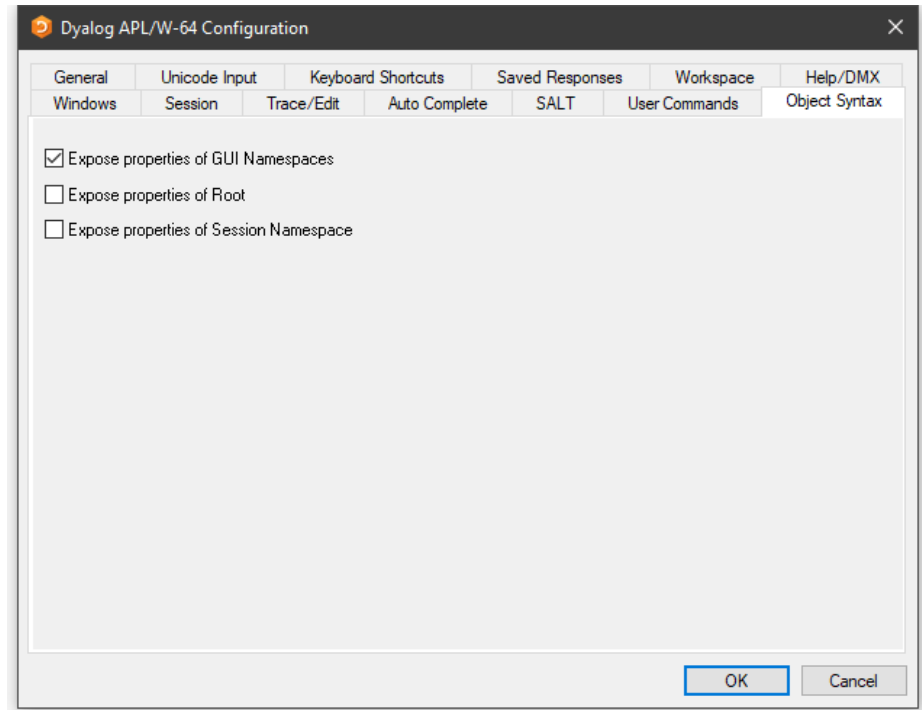 Dyalog APL/W-64 Configuration
General Unicode Input Keyboard Shortcuts Saved Responses Workspace Help/DMX
Windows Session Trace/Edit Auto Complete SALT User Commands Object Syntax
Expose properties of GUI Namespaces
Expose properties of Root
Expose properties of Session Namespace
OK Cancel